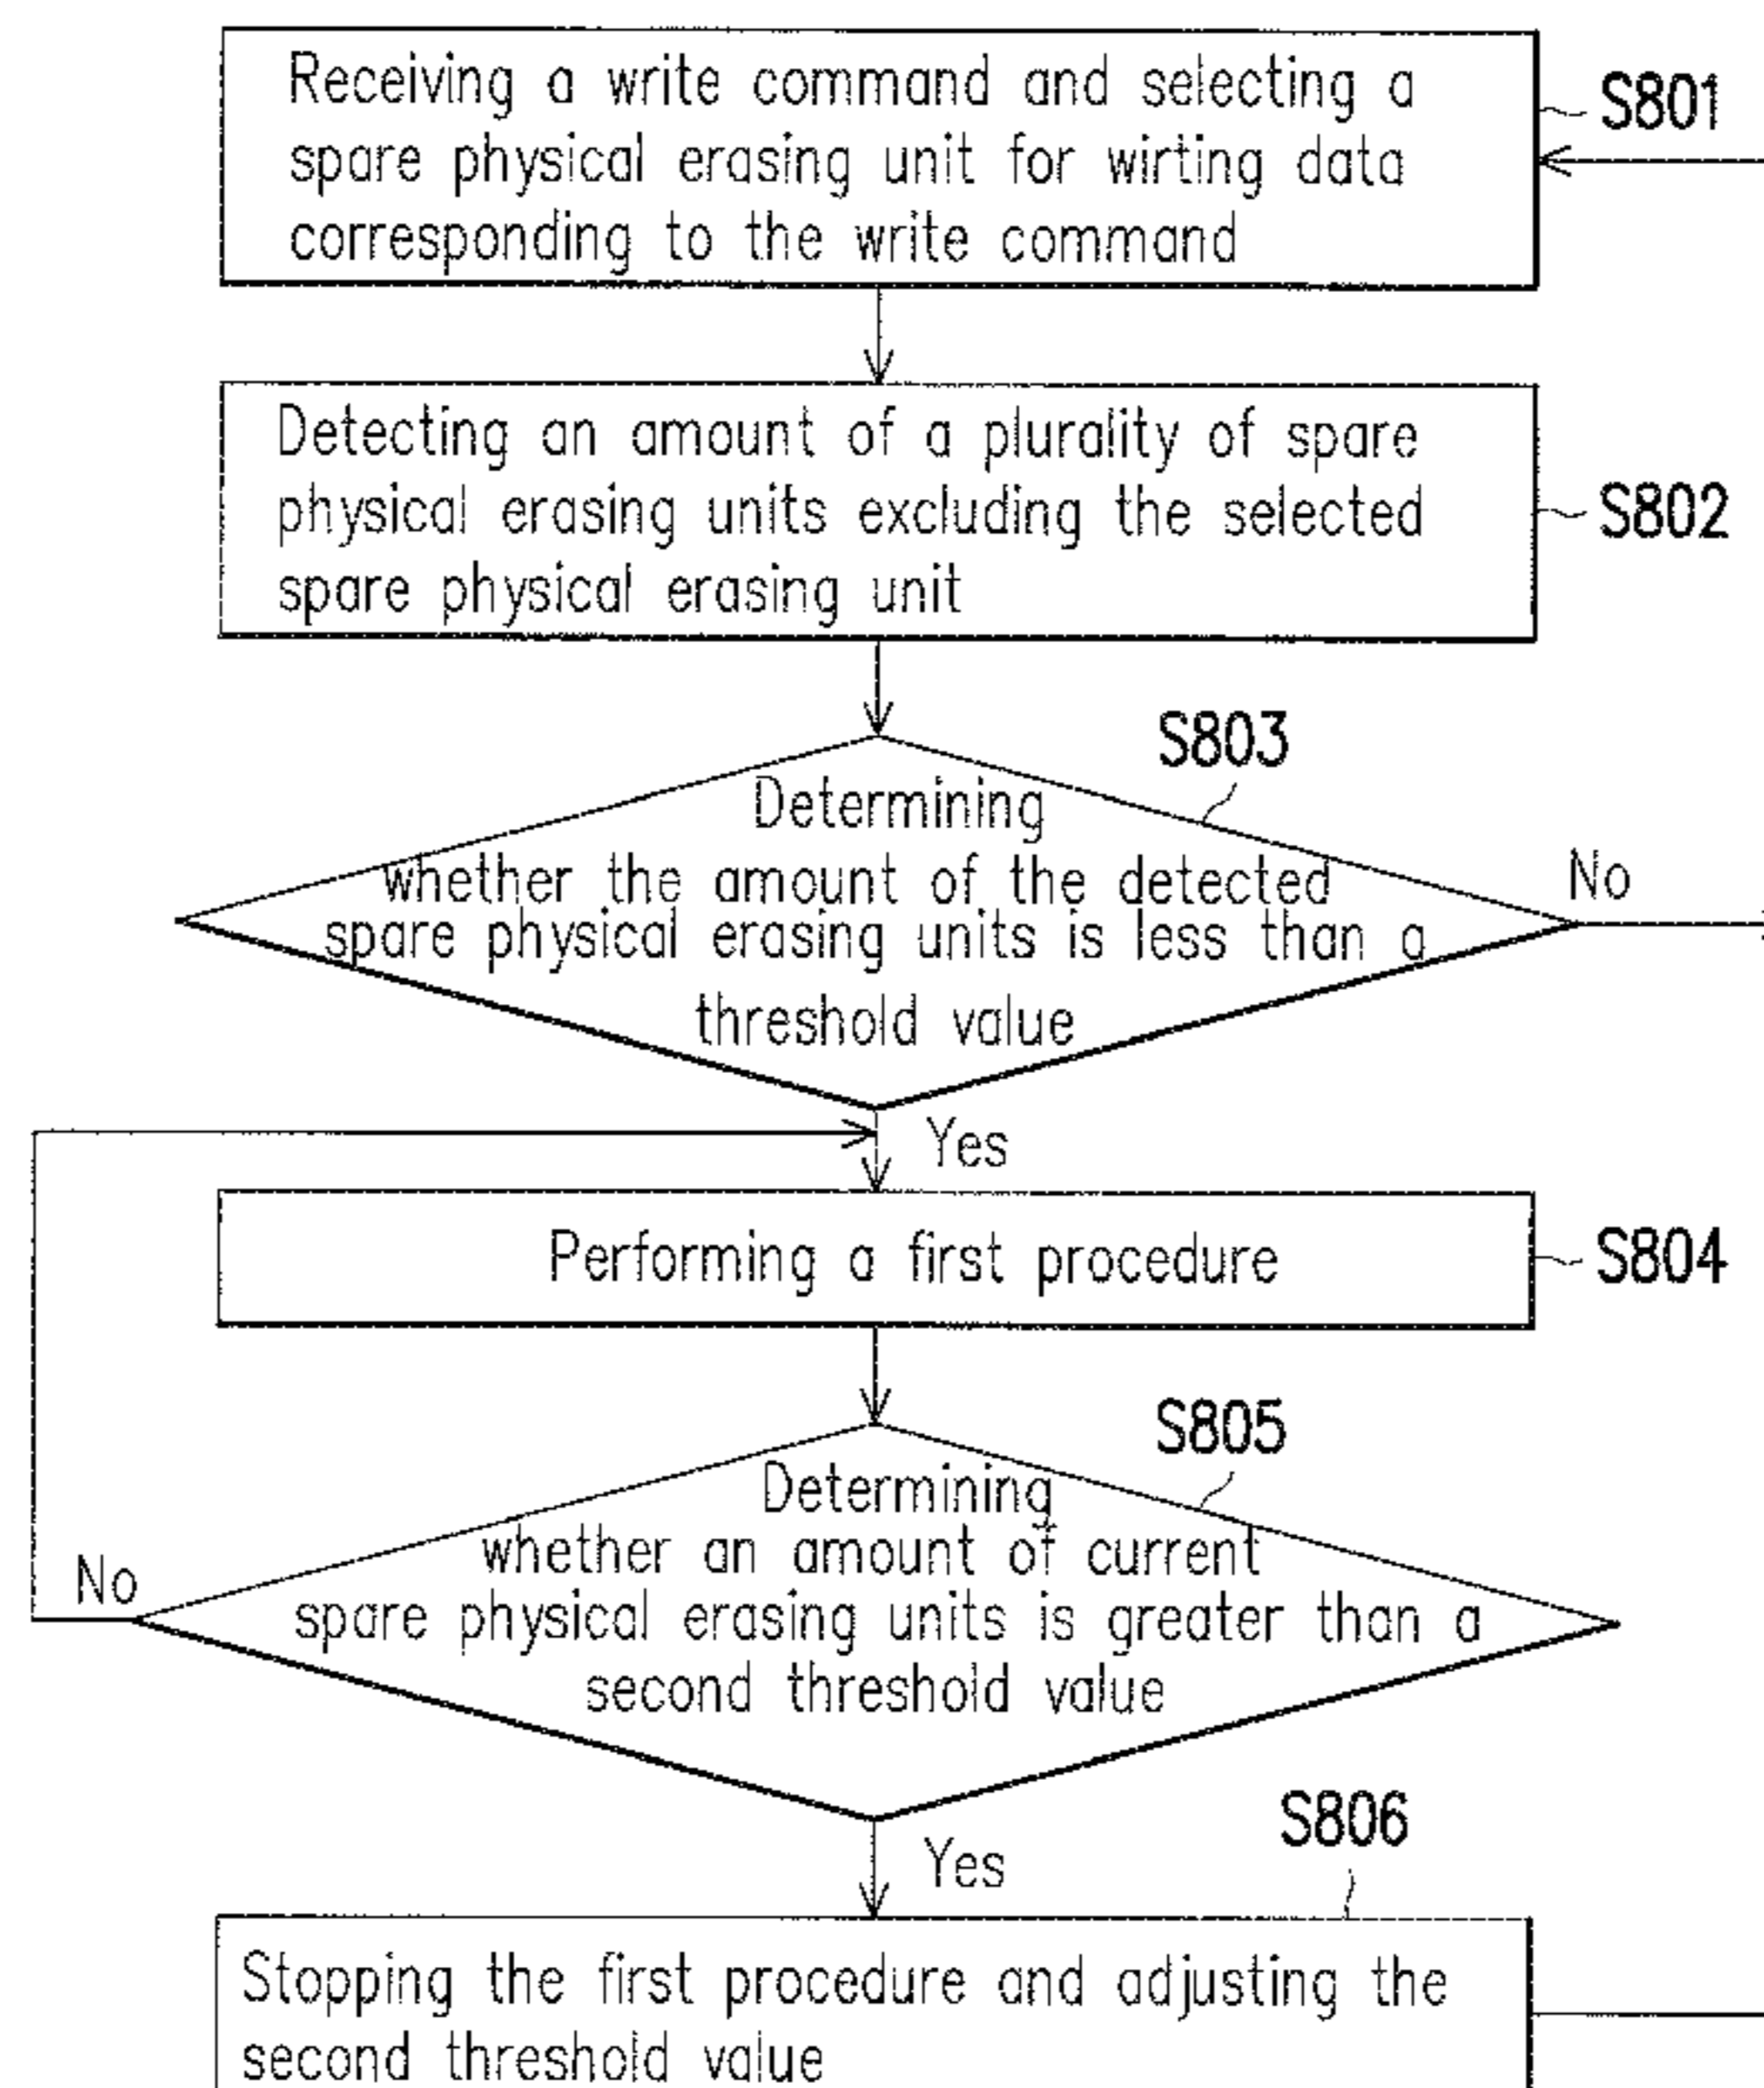 Receiving a write command and selecting a
spare physical erasing unit for wirting data
corresponding to the write command
S801
Detecting an amount of a plurality of spare
physical erasing units excluding the selected
spare physical erasing unit
S802
S803
Determining
whether the amount of the detected
spare physical erasing units is less than a
threshold value
No
Yes
Performing a first procedure
S804
S805
Determining
whether an amount of current
spare physical erasing units is greater than a
second threshold value
No
Yes
S806
Stopping the first procedure and adjusting the
second threshold value